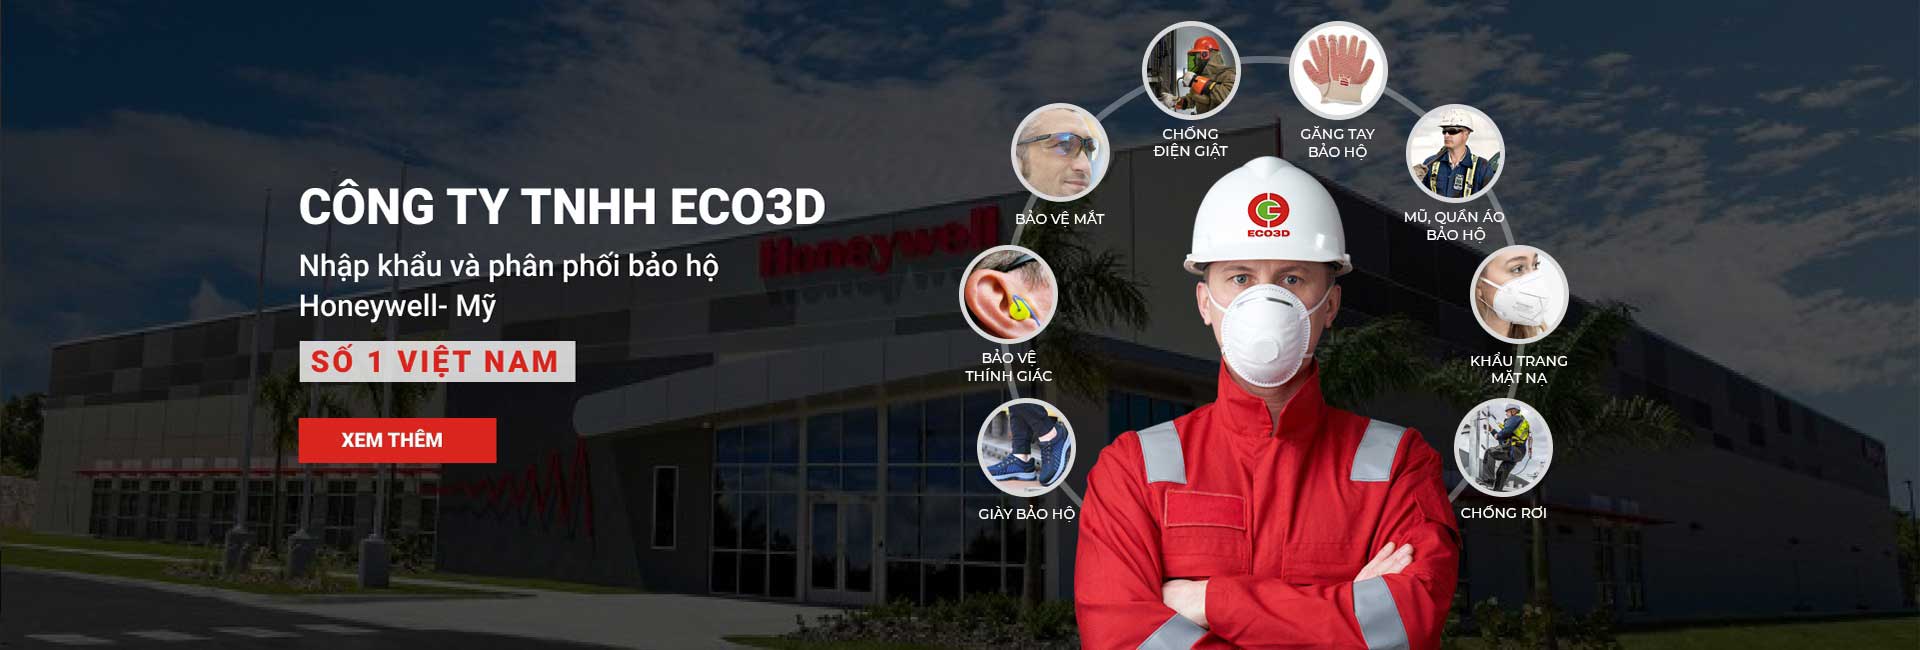 CÔNG TY TNHH ECO3D
Nhập khẩu và phân phối bảo hộ
Honeywell- Mỹ
SỐ 1 VIỆT NAM
XEM THÊM
Honeywell
CHỐNG
ĐIỆN GIẬT
GĂNG TAY
BẢO HỘ
BẢO VỆ MẮT
MŨ, QUẦN ÁO
BẢO HỘ
ECO3D
BẢO VỆ
THÍNH GIÁC
KHẨU TRANG
MẶT NẠ
GIÀY BẢO HỘ
CHỐNG RƠI